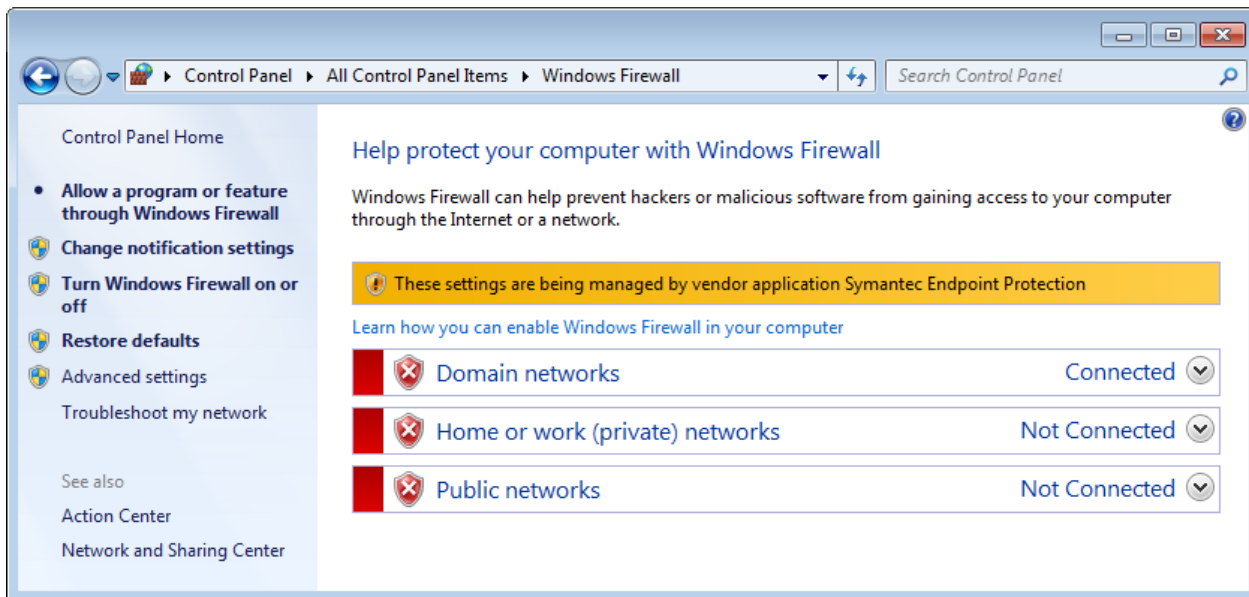 Control Panel ▸ All Control Panel Items ▸ Windows Firewall
Search Control Panel
Control Panel Home
Allow a program or feature
through Windows Firewall
Change notification settings
Turn Windows Firewall on or
off
Restore defaults
Advanced settings
Troubleshoot my network
See also
Action Center
Network and Sharing Center
Help protect your computer with Windows Firewall
Windows Firewall can help prevent hackers or malicious software from gaining access to your computer
through the Internet or a network.
These settings are being managed by vendor application Symantec Endpoint Protection
Learn how you can enable Windows Firewall in your computer
Domain networks Connected
Home or work (private) networks Not Connected
Public networks Not Connected